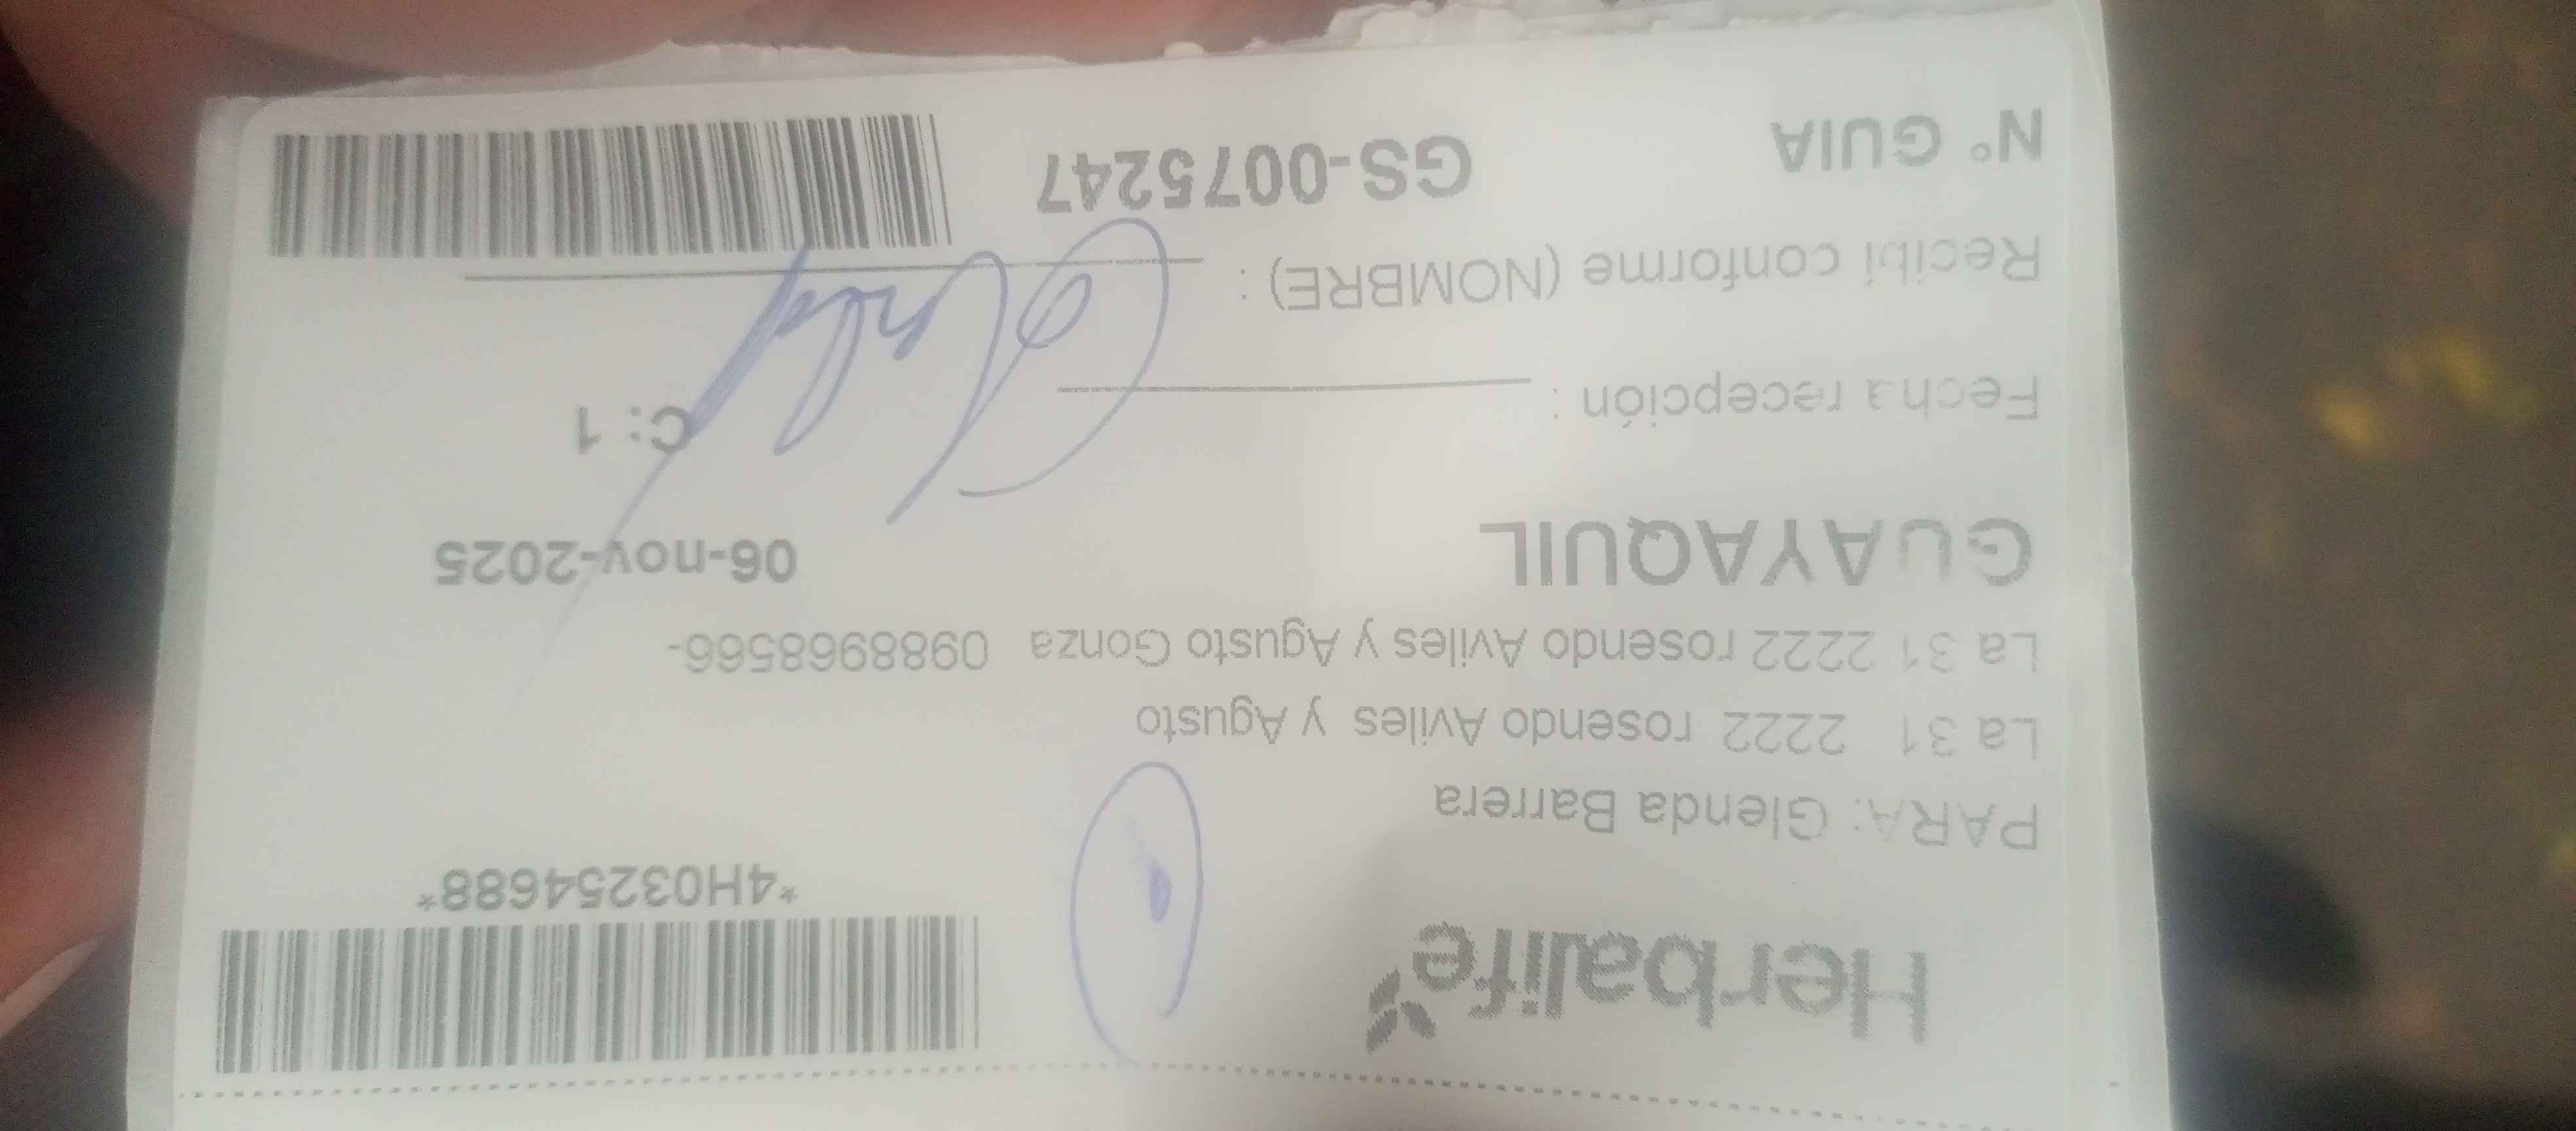 Herbalife
*4H03254688*
PARA: Glenda Barrera
La 31 2222 rosendo Aviles y Agusto
La 31 2222 rosendo Aviles y Agusto Gonza 0988968566-
GUAYAQUIL 06-nov-2025
C: 1
Fecha recepción :
Recibí conforme (NOMBRE) :
N° GUIA GS-0075247